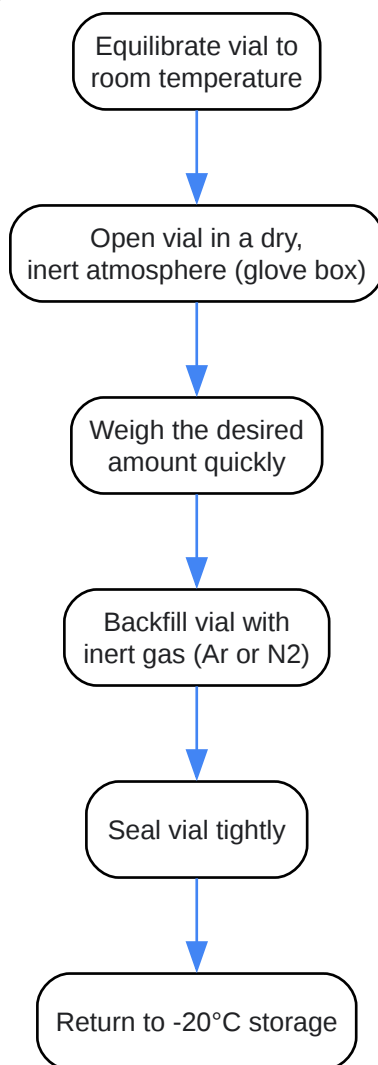 Equilibrate vial to
room temperature
Open vial in a dry,
inert atmosphere (glove box)
Weigh the desired
amount quickly
Backfill vial with
inert gas (Ar or N2)
Seal vial tightly
Return to -20°C storage